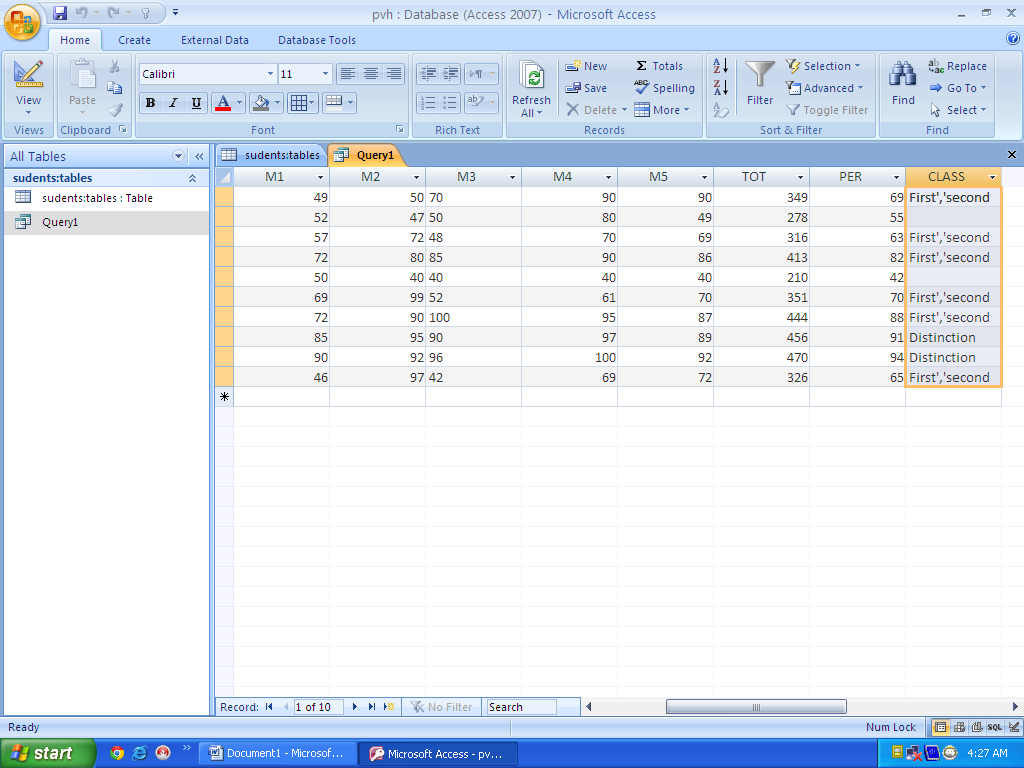 pvh : Database (Access 2007) - Microsoft Access
Home Create External Data Database Tools
View Paste Calibri 11 B I U A Refresh All New Save Delete Σ Totals Spelling More Filter Selection Advanced Toggle Filter Find Replace Go To Select
Views Clipboard Font Rich Text Records Sort & Filter Find
All Tables « sudents:tables Query1
sudents:tables M1 M2 M3 M4 M5 TOT PER CLASS
sudents:tables : Table 49 50 70 90 90 349 69 First','second
Query1 52 47 50 80 49 278 55
57 72 48 70 69 316 63 First','second
72 80 85 90 86 413 82 First','second
50 40 40 40 40 210 42
69 99 52 61 70 351 70 First','second
72 90 100 95 87 444 88 First','second
85 95 90 97 89 456 91 Distinction
90 92 96 100 92 470 94 Distinction
46 97 42 69 72 326 65 First','second
Record: 1 of 10 No Filter Search
Ready Num Lock SQL
start Document1 - Microsof... Microsoft Access - pv... 4:27 AM